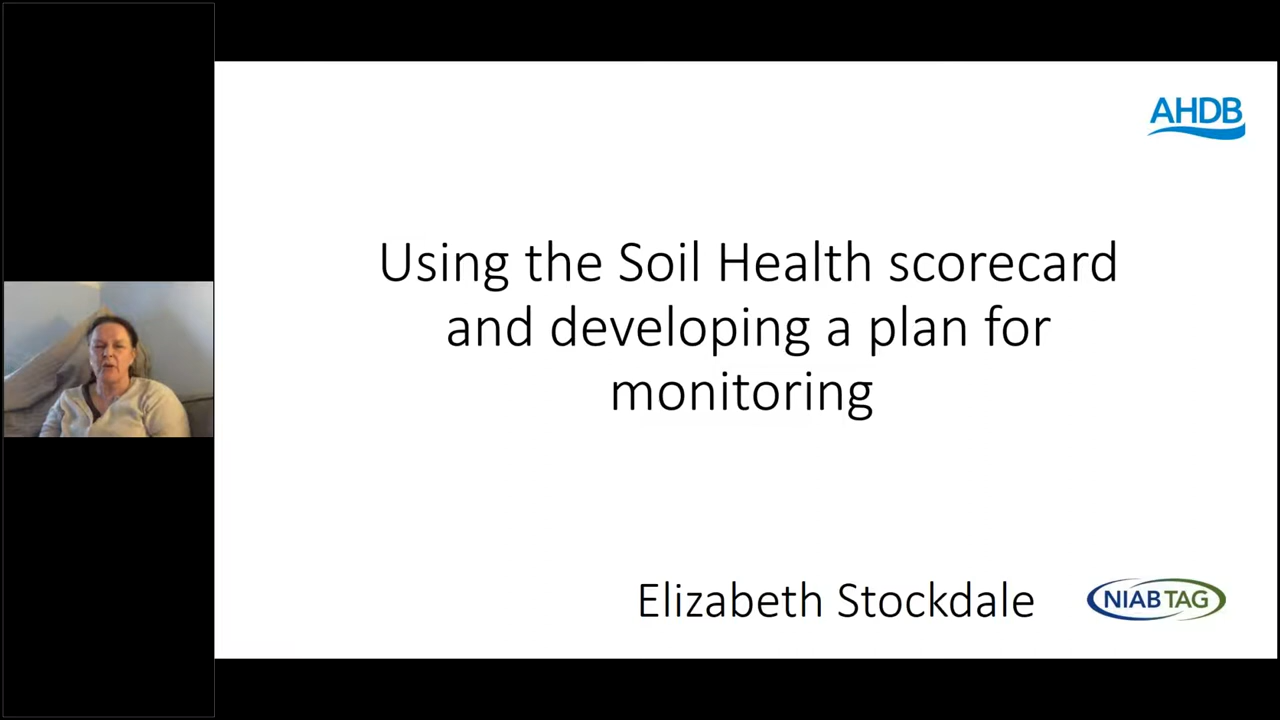 AHDB
Using the Soil Health scorecard
and developing a plan for
monitoring
Elizabeth Stockdale
NIAB TAG